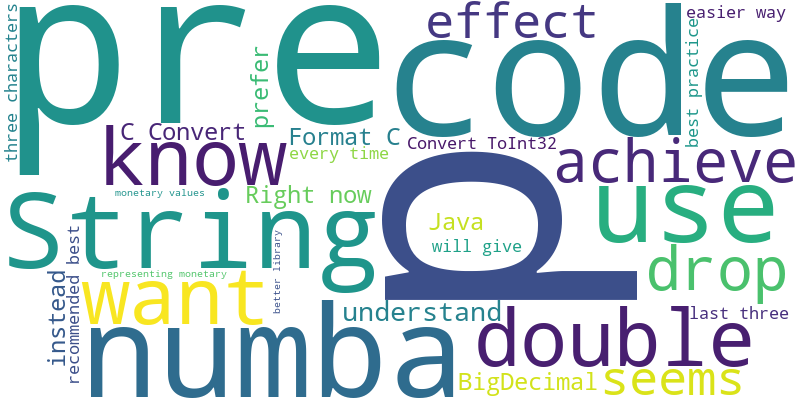 pre
code
effect
easier way
three characters
prefer
best practice
C Convert
Format C
know
every time
Convert ToInt32
achieve
p
monetary values
Right now
String
Java
will give
use
drop
recommended best
instead
better library
representing monetary
want
understand
last three
numba
double
BigDecimal
seems